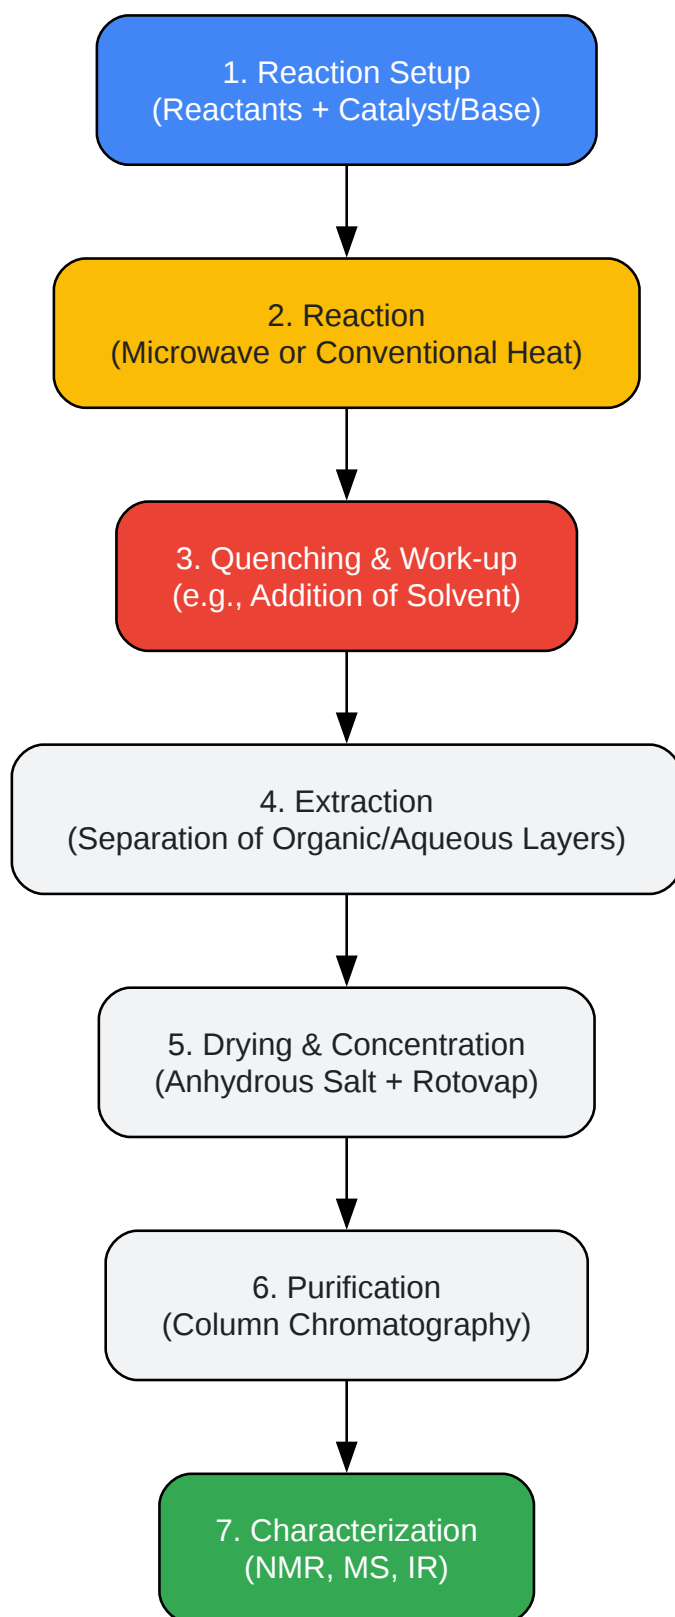 1. Reaction Setup
(Reactants + Catalyst/Base)
2. Reaction
(Microwave or Conventional Heat)
3. Quenching & Work-up
(e.g., Addition of Solvent)
4. Extraction
(Separation of Organic/Aqueous Layers)
5. Drying & Concentration
(Anhydrous Salt + Rotovap)
6. Purification
(Column Chromatography)
7. Characterization
(NMR, MS, IR)